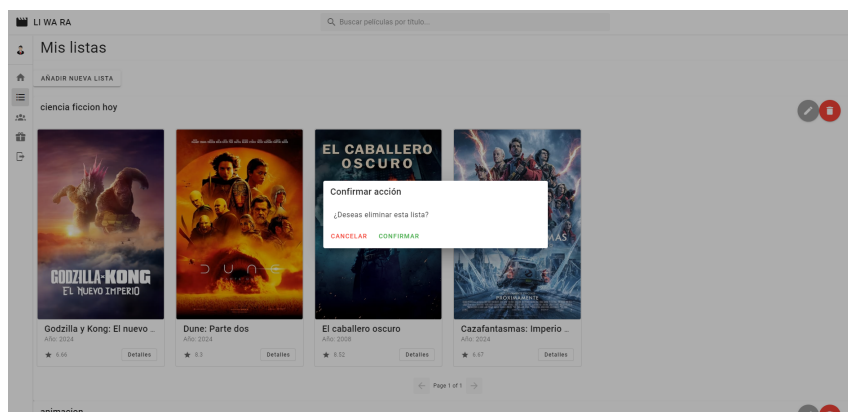 LI WA RA
Buscar películas por título...
Mis listas
AÑADIR NUEVA LISTA
ciencia ficcion hoy
EL CABALLERO
OSCURO
GODZILLA-KONG
EL NUEVO IMPERIO
DUNE
PRÓXIMAMENTE
Confirmar acción
¿Deseas eliminar esta lista?
CANCELAR CONFIRMAR
Godzilla y Kong: El nuevo ...
Año: 2024
6.66 Detalles
Dune: Parte dos
Año: 2024
8.3 Detalles
El caballero oscuro
Año: 2008
8.52 Detalles
Cazafantasmas: Imperio ...
Año: 2024
6.67 Detalles
Page 1 of 1
animacion